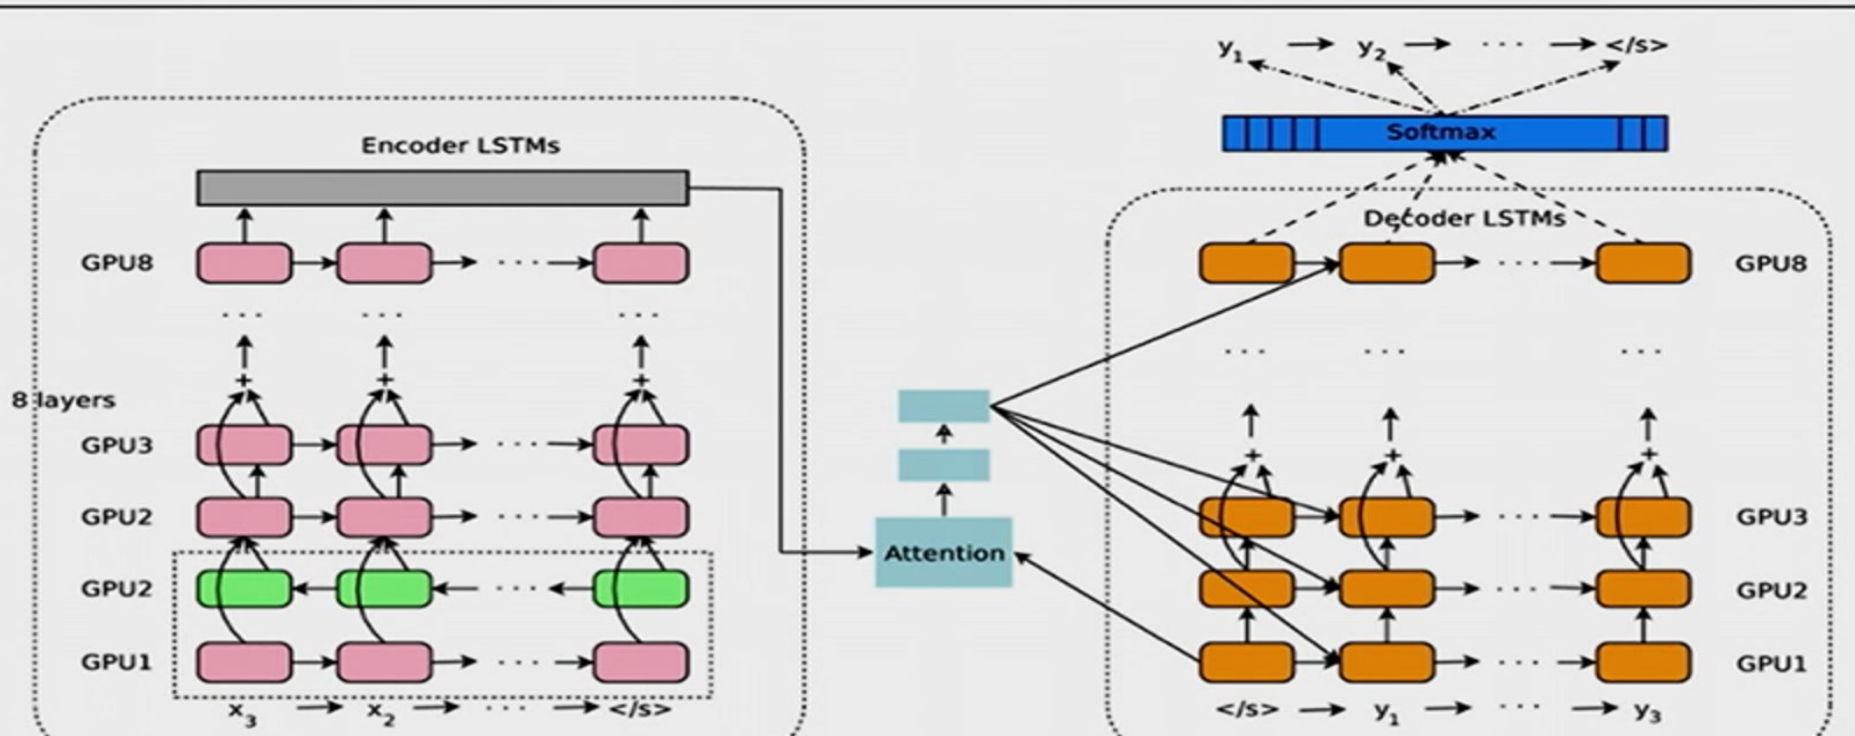 y1 y2 ... </s>
Softmax
Encoder LSTMs
Decoder LSTMs
GPU8
GPU8
8 layers
GPU3
GPU2
Attention
GPU3
GPU2
GPU2
GPU1
GPU1
x3 x2 ... </s>
</s> y1 ... y3